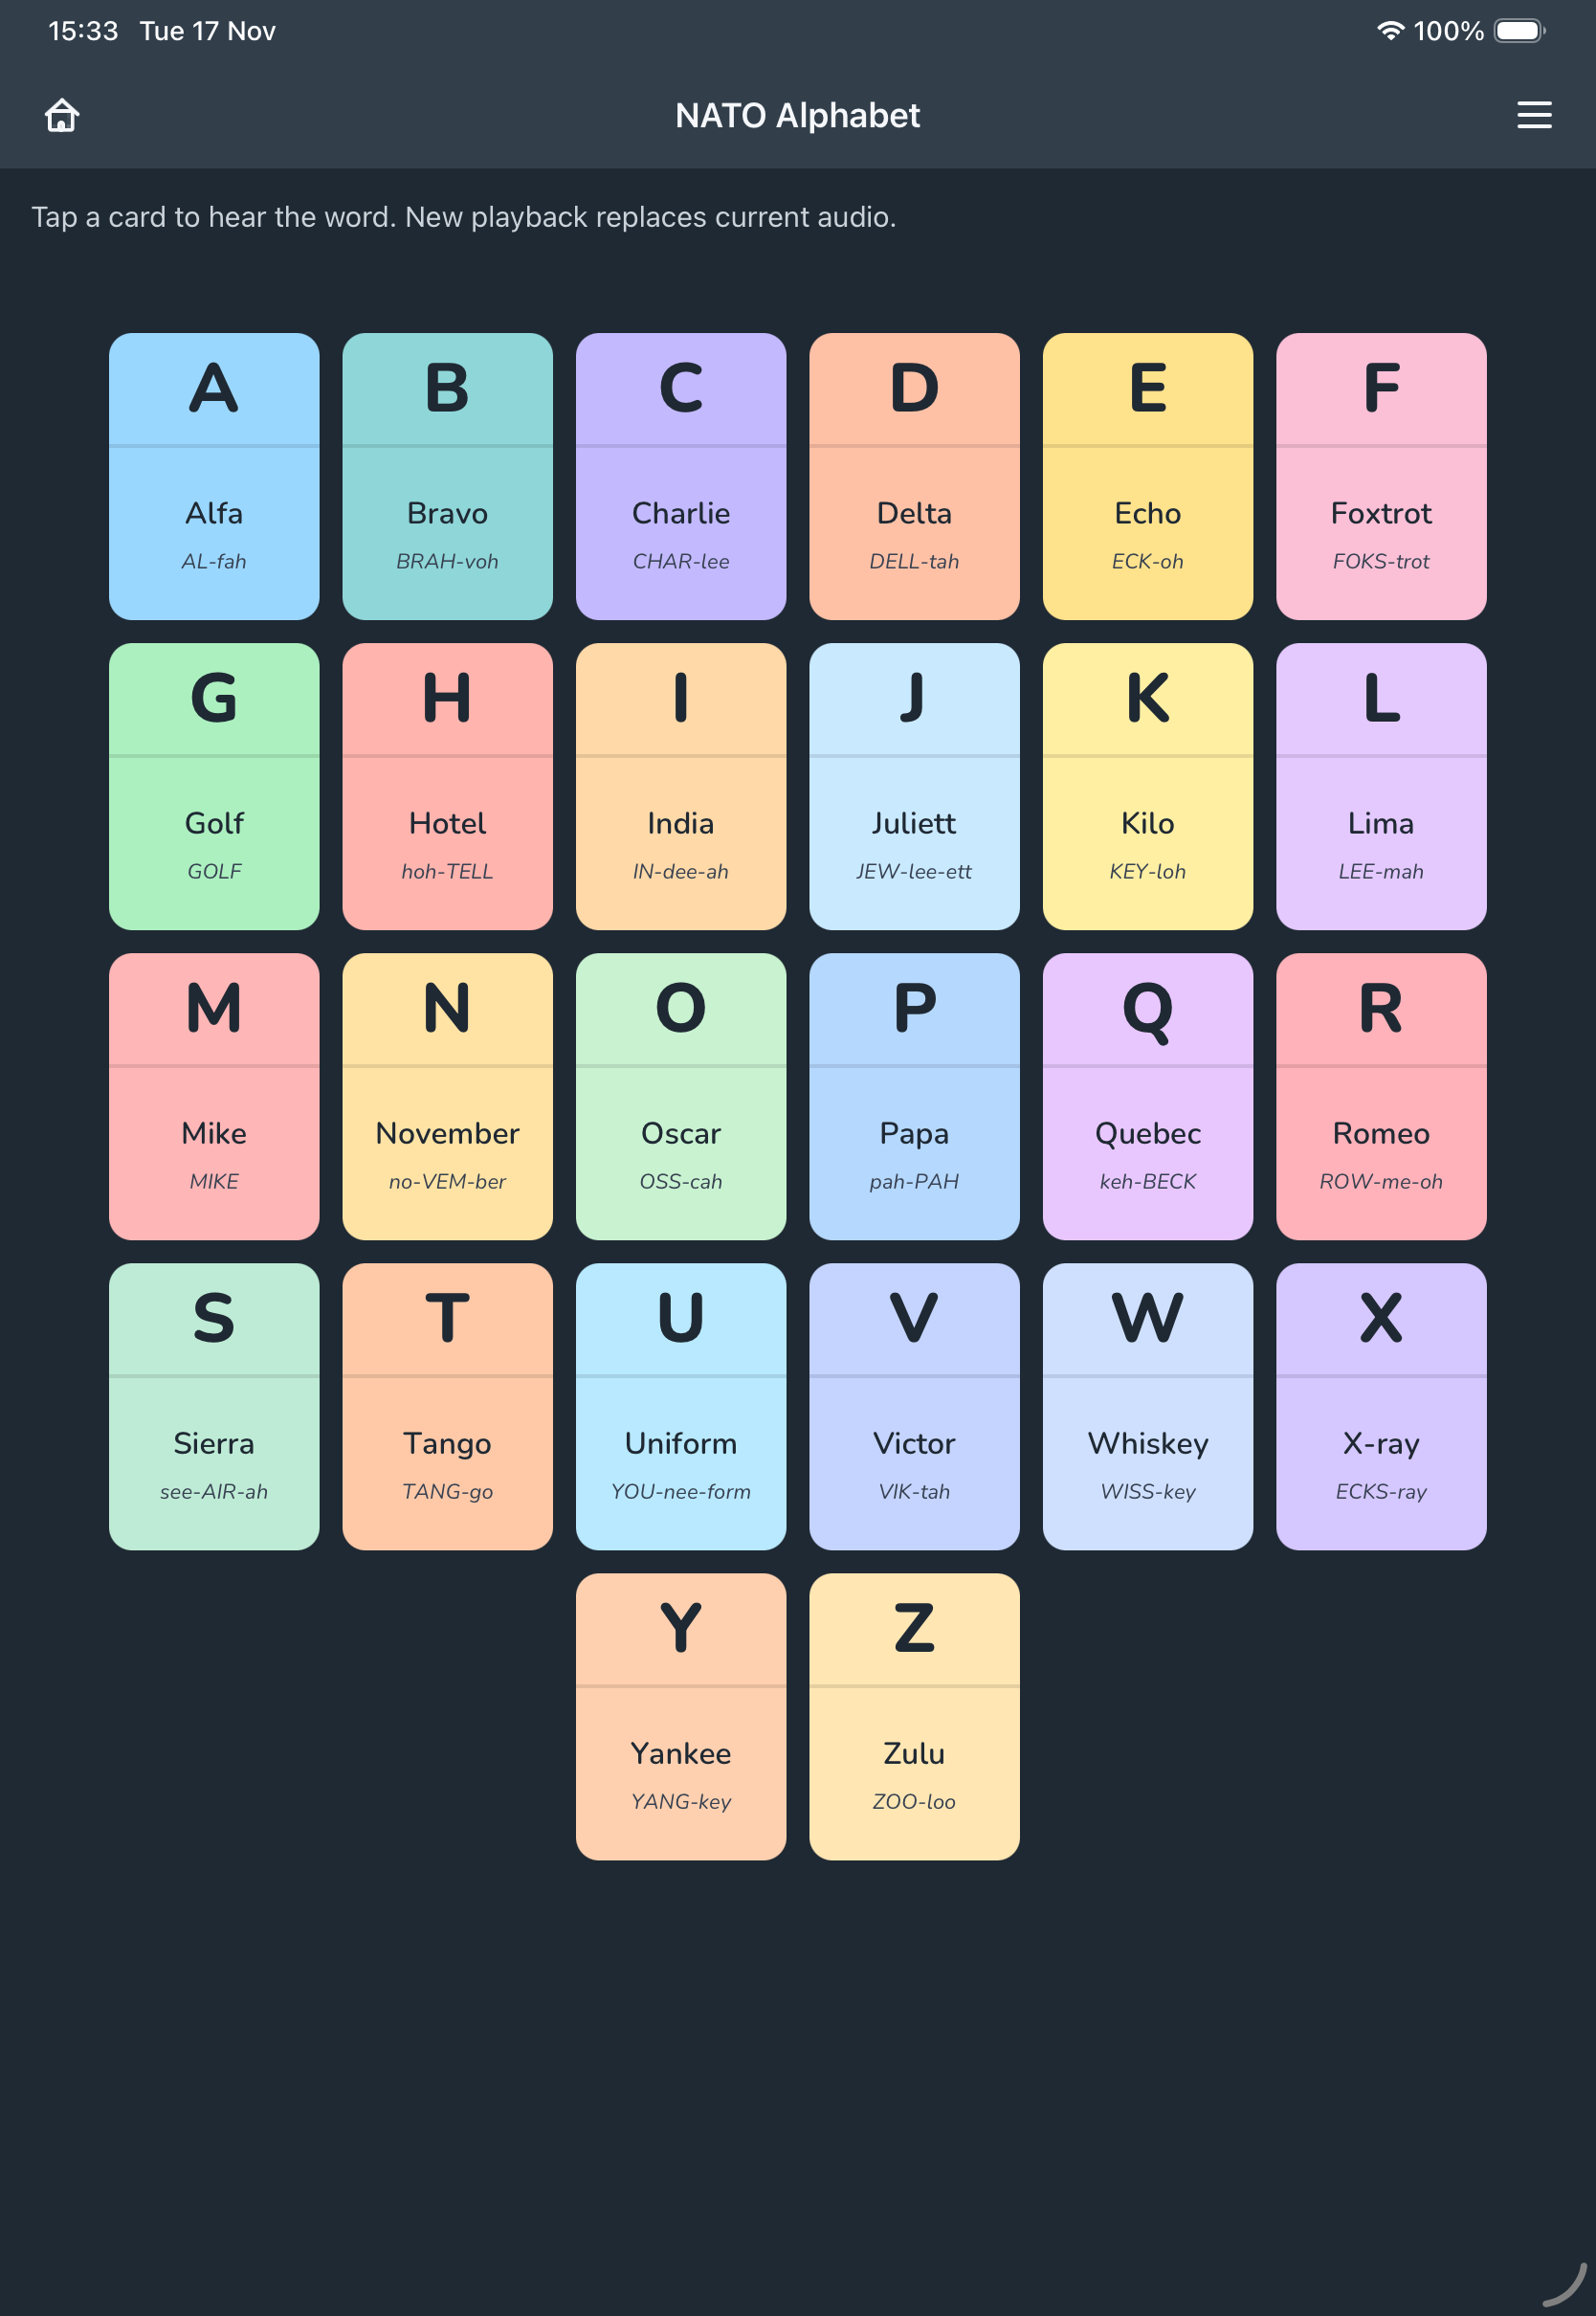 15:33 Tue 17 Nov 100%
NATO Alphabet
Tap a card to hear the word. New playback replaces current audio.
A B C D E F
Alfa Bravo Charlie Delta Echo Foxtrot
AL-fah BRAH-voh CHAR-lee DELL-tah ECK-oh FOKS-trot
G H I J K L
Golf Hotel India Juliett Kilo Lima
GOLF hoh-TELL IN-dee-ah JEW-lee-ett KEY-loh LEE-mah
M N O P Q R
Mike November Oscar Papa Quebec Romeo
MIKE no-VEM-ber OSS-cah pah-PAH keh-BECK ROW-me-oh
S T U V W X
Sierra Tango Uniform Victor Whiskey X-ray
see-AIR-ah TANG-go YOU-nee-form VIK-tah WISS-key ECKS-ray
Y Z
Yankee Zulu
YANG-key ZOO-loo